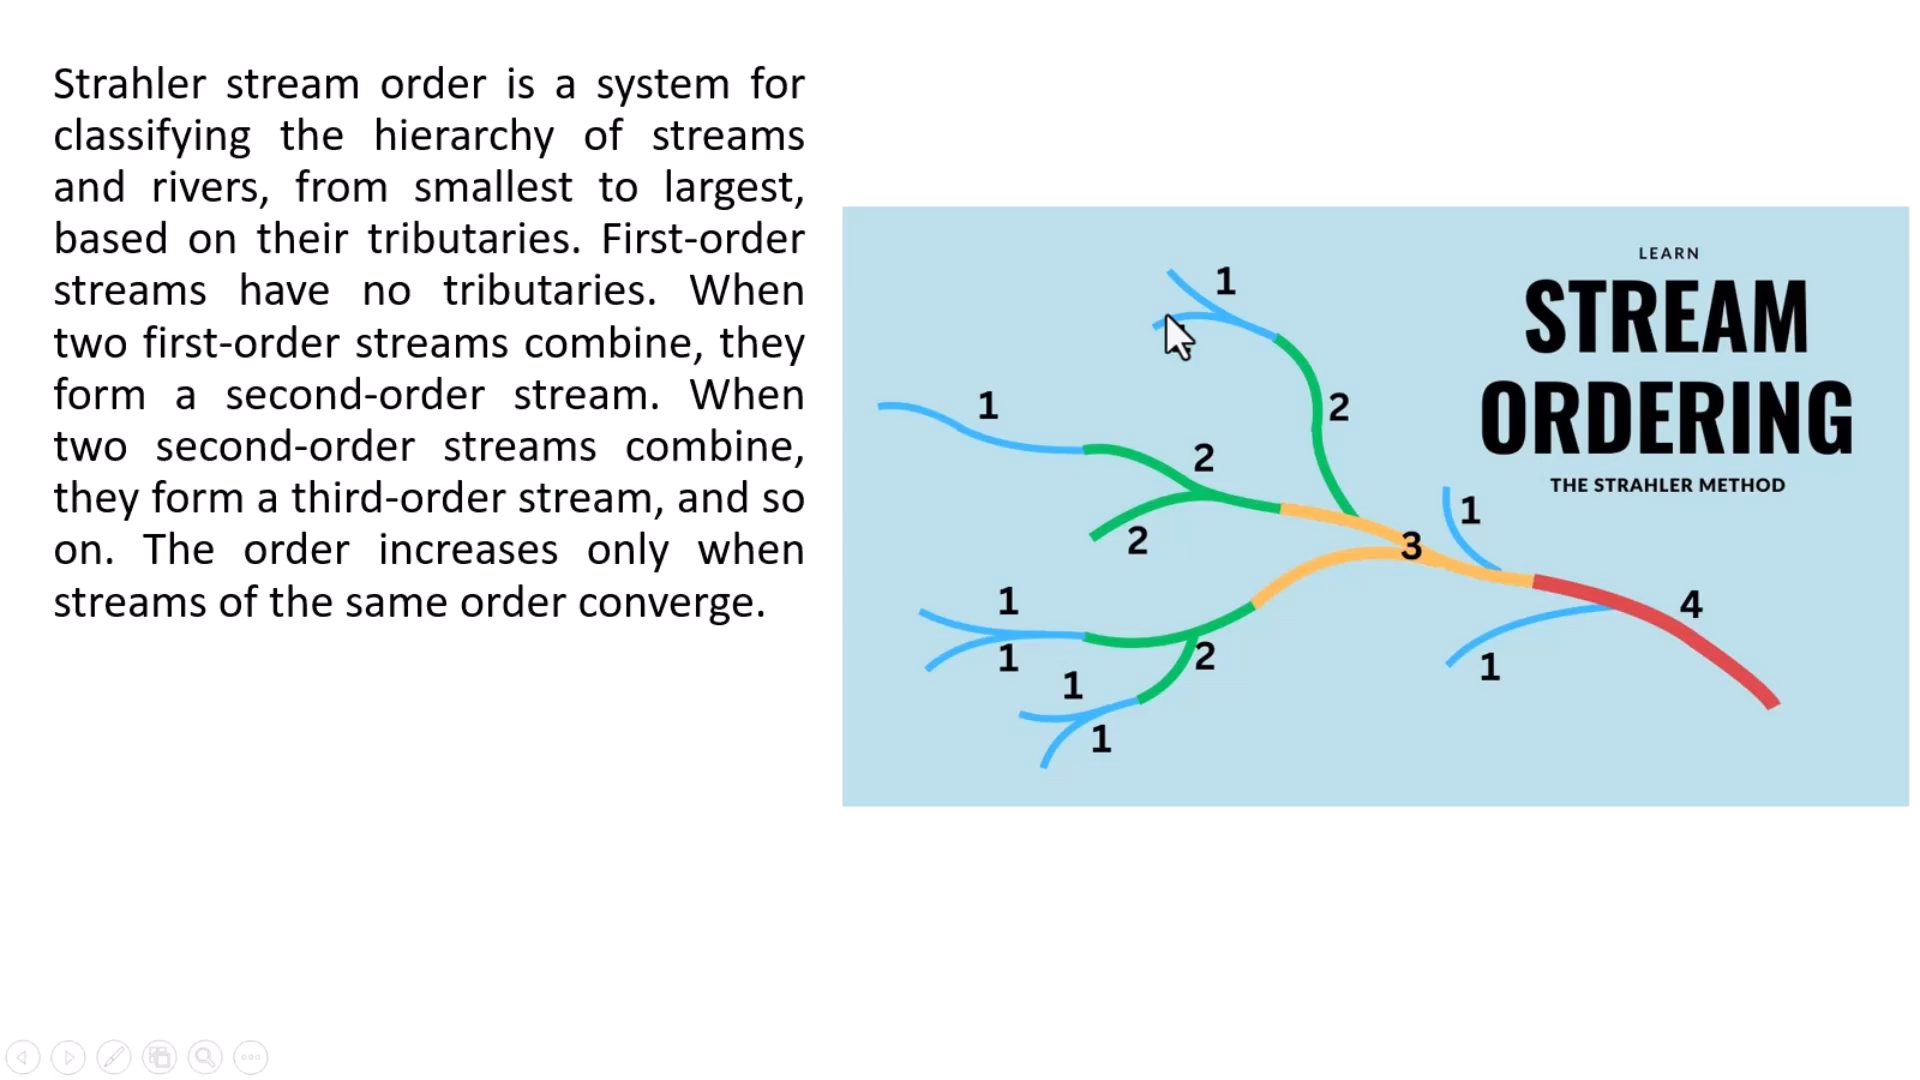 Strahler stream order is a system for
classifying the hierarchy of streams
and rivers, from smallest to largest,
based on their tributaries. First-order
streams have no tributaries. When
two first-order streams combine, they
form a second-order stream. When
two second-order streams combine,
they form a third-order stream, and so
on. The order increases only when
streams of the same order converge.
LEARN
STREAM
ORDERING
THE STRAHLER METHOD
1
1
2
2
2
3
1
4
1
1
1
2
1
1